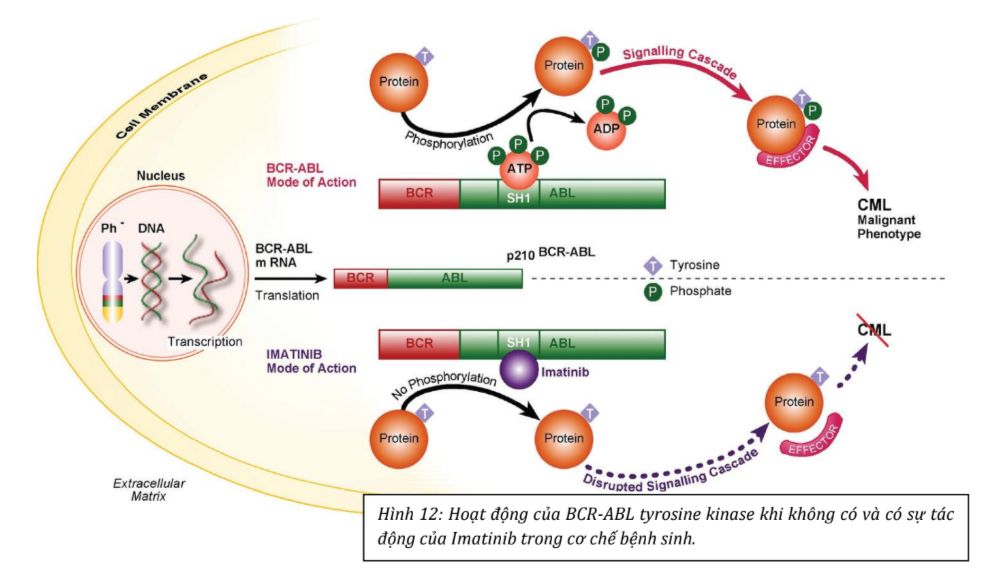 Cell Membrane
Nucleus
Ph -
DNA
Transcription
BCR-ABL
m RNA
Translation
BCR-ABL
Mode of Action
Protein
T
Phosphorylation
Protein
T
P
Signalling Cascade
P
P
P
ATP
P
P
ADP
BCR
SH1
ABL
Protein
T
P
EFFECTOR
CML
Malignant
Phenotype
BCR
ABL
p210 BCR-ABL
T
Tyrosine
P
Phosphate
IMATINIB
Mode of Action
BCR
SH1
ABL
Imatinib
No Phosphorylation
Protein
T
Protein
T
Disrupted Signalling Cascade
Protein
T
EFFECTOR
CML
Extracellular
Matrix
Hình 12: Hoạt động của BCR-ABL tyrosine kinase khi không có và có sự tác
động của Imatinib trong cơ chế bệnh sinh.